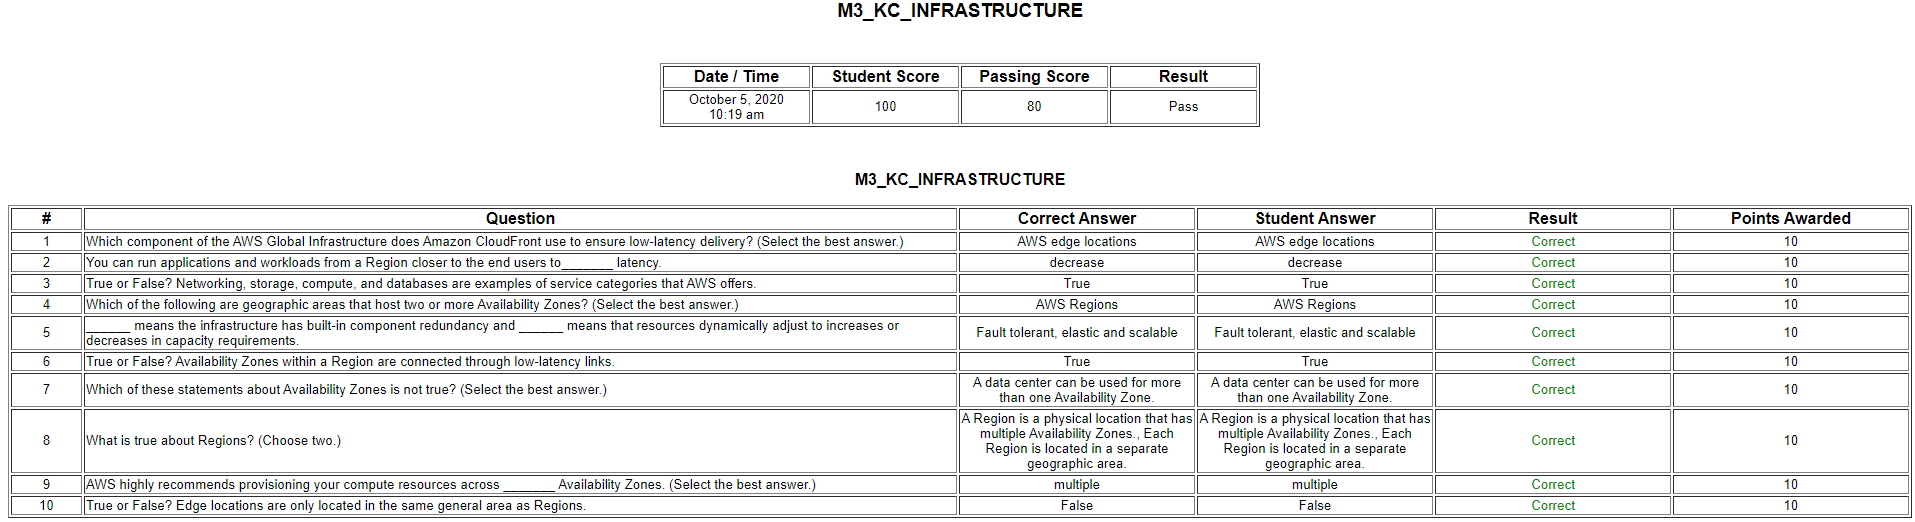 M3_KC_INFRASTRUCTURE
Date / Time Student Score Passing Score Result
October 5, 2020
10:19 am
100 80 Pass
M3_KC_INFRASTRUCTURE
# Question Correct Answer Student Answer Result Points Awarded
1 Which component of the AWS Global Infrastructure does Amazon CloudFront use to ensure low-latency delivery? (Select the best answer.) AWS edge locations AWS edge locations Correct 10
2 You can run applications and workloads from a Region closer to the end users to_______ latency. decrease decrease Correct 10
3 True or False? Networking, storage, compute, and databases are examples of service categories that AWS offers. True True Correct 10
4 Which of the following are geographic areas that host two or more Availability Zones? (Select the best answer.) AWS Regions AWS Regions Correct 10
5 ______ means the infrastructure has built-in component redundancy and ______ means that resources dynamically adjust to increases or
decreases in capacity requirements. Fault tolerant, elastic and scalable Fault tolerant, elastic and scalable Correct 10
6 True or False? Availability Zones within a Region are connected through low-latency links. True True Correct 10
7 Which of these statements about Availability Zones is not true? (Select the best answer.) A data center can be used for more
than one Availability Zone. A data center can be used for more
than one Availability Zone. Correct 10
8 What is true about Regions? (Choose two.) A Region is a physical location that has
multiple Availability Zones., Each
Region is located in a separate
geographic area. A Region is a physical location that has
multiple Availability Zones., Each
Region is located in a separate
geographic area. Correct 10
9 AWS highly recommends provisioning your compute resources across _______ Availability Zones. (Select the best answer.) multiple multiple Correct 10
10 True or False? Edge locations are only located in the same general area as Regions. False False Correct 10